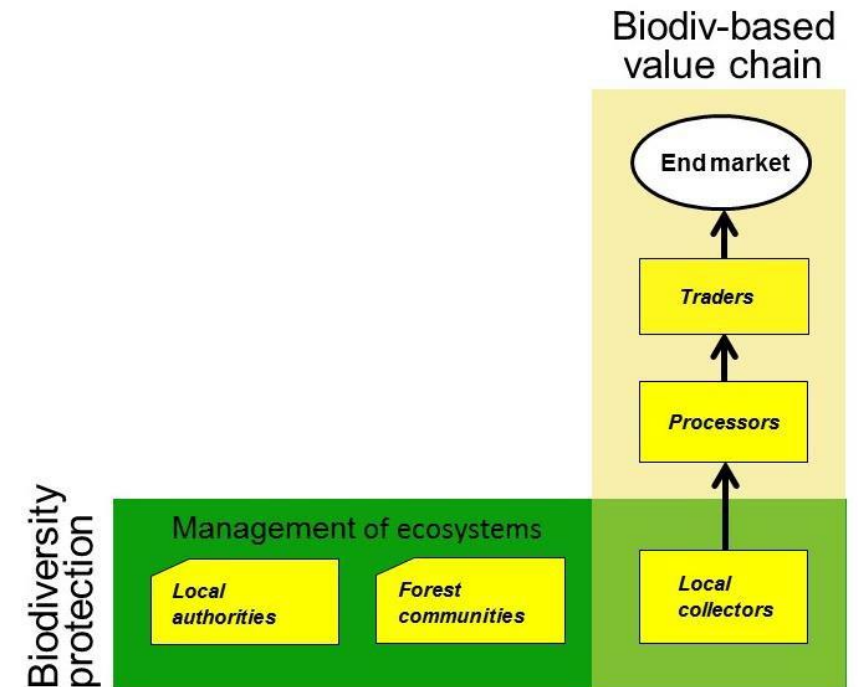 Biodiv-based
value chain
End market
Traders
Processors
Biodiversity
protection
Management of ecosystems
Local
authorities
Forest
communities
Local
collectors